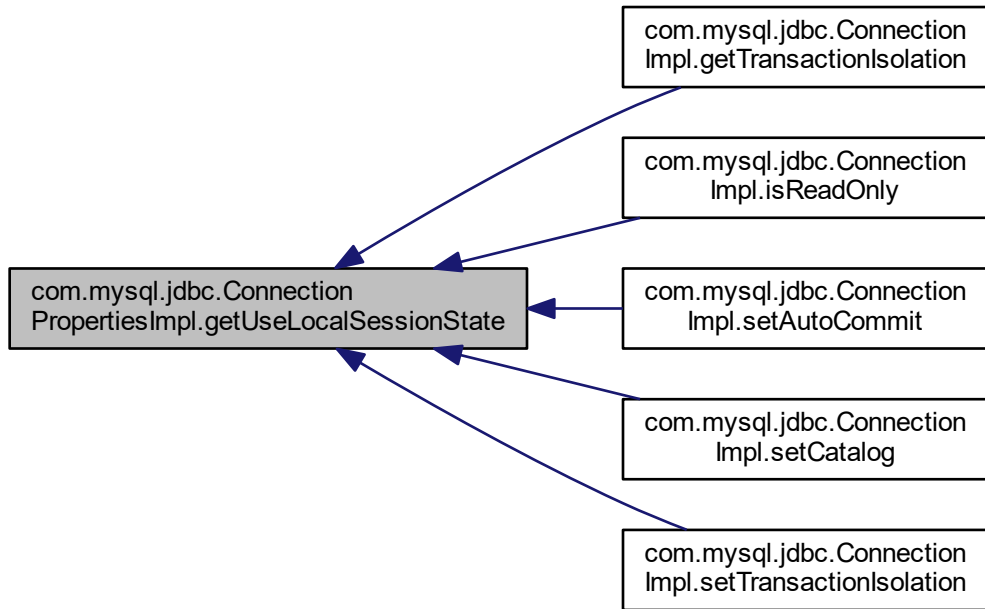 com.mysql.jdbc.Connection
PropertiesImpl.getUseLocalSessionState
com.mysql.jdbc.Connection
Impl.getTransactionIsolation
com.mysql.jdbc.Connection
Impl.isReadOnly
com.mysql.jdbc.Connection
Impl.setAutoCommit
com.mysql.jdbc.Connection
Impl.setCatalog
com.mysql.jdbc.Connection
Impl.setTransactionIsolation